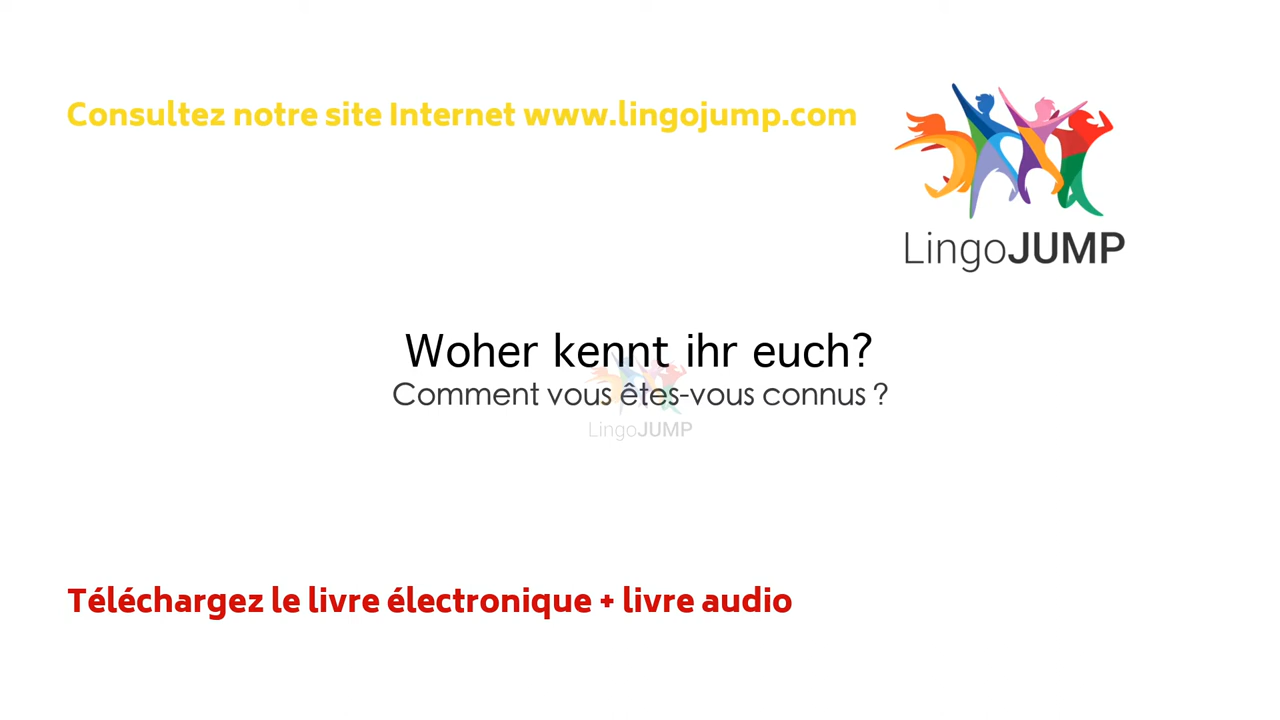 Consultez notre site Internet www.lingojump.com
LingoJUMP
Woher kennt ihr euch?
Comment vous êtes-vous connus ?
LingoJUMP
Téléchargez le livre électronique + livre audio